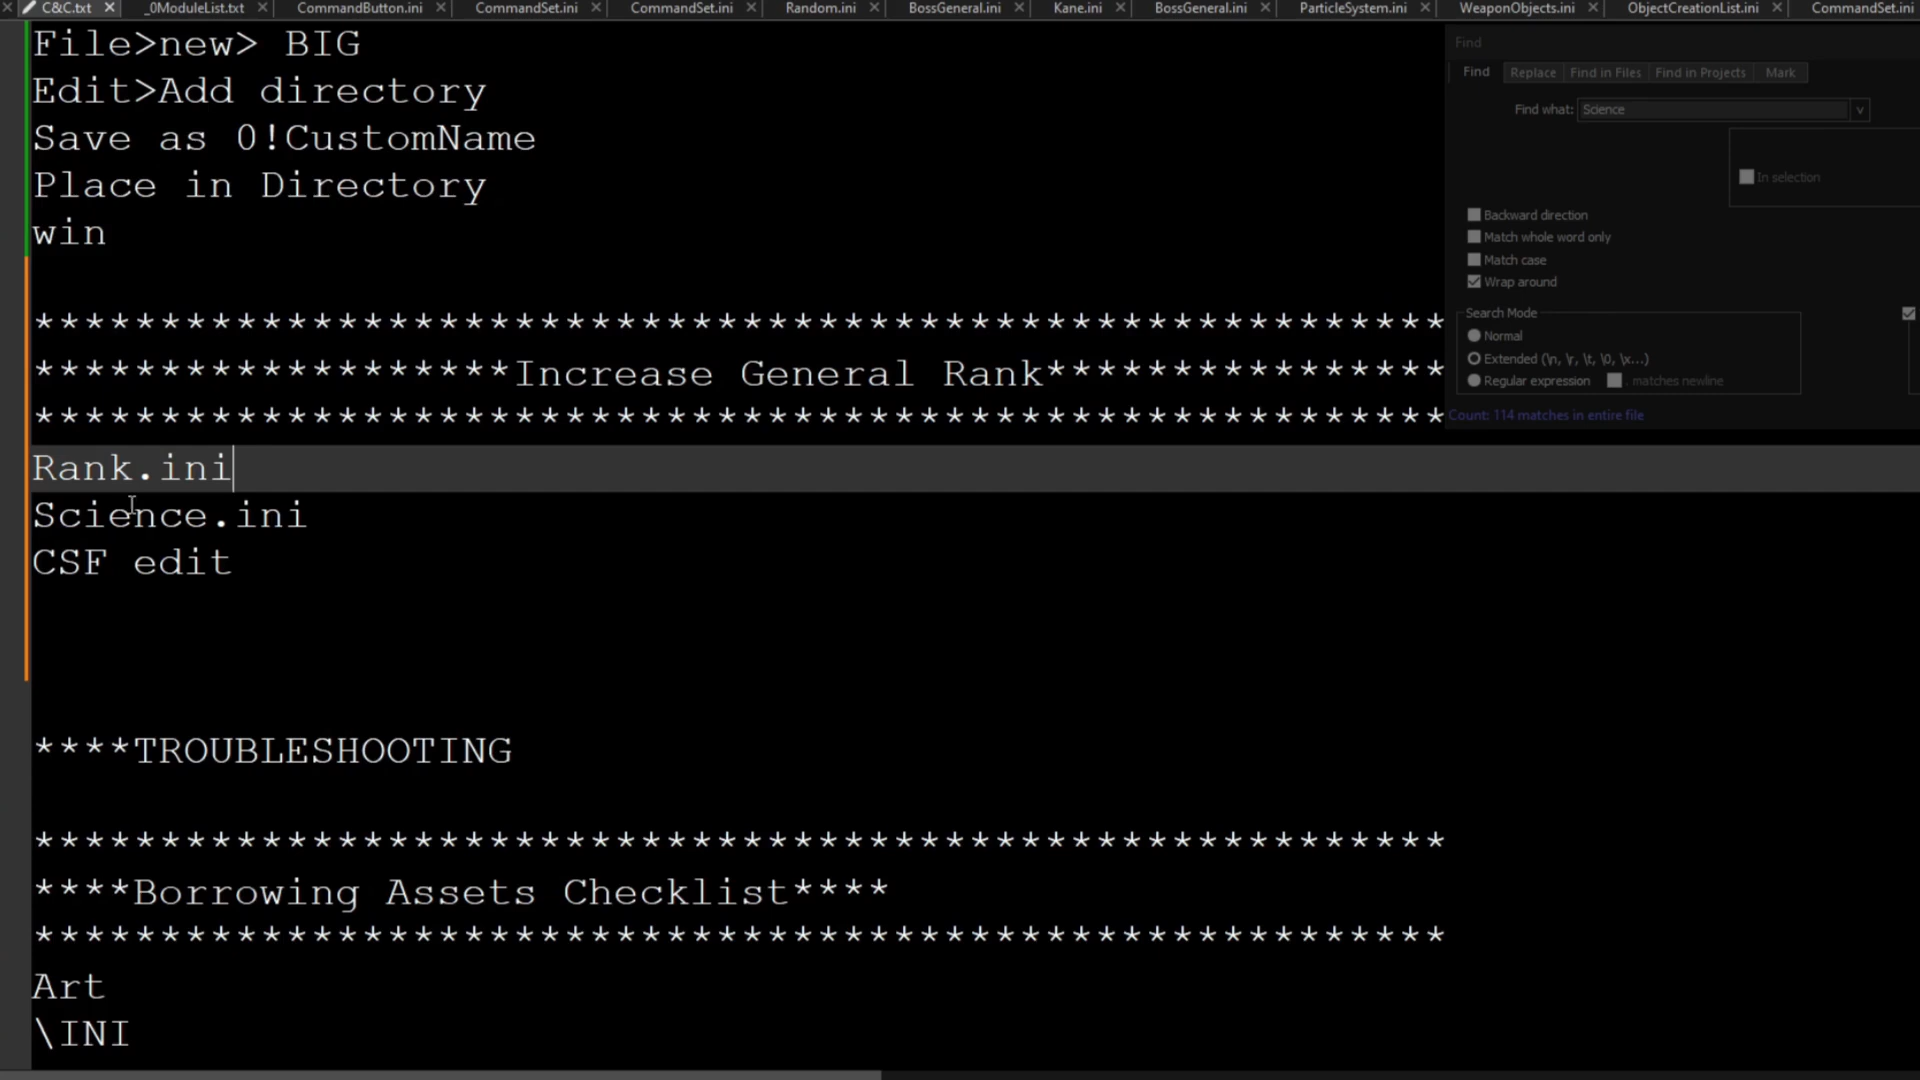 C&C.txt
_0ModuleList.txt
CommandButton.ini
CommandSet.ini
CommandSet.ini
Random.ini
BossGeneral.ini
Kane.ini
BossGeneral.ini
ParticleSystem.ini
WeaponObjects.ini
ObjectCreationList.ini
CommandSet.ini
File>new> BIG
Edit>Add directory
Save as 0!CustomName
Place in Directory
win
*********************************************************
*******************Increase General Rank****************
*********************************************************
Rank.ini
Science.ini
CSF edit
****TROUBLESHOOTING
*********************************************************
****Borrowing Assets Checklist****
*********************************************************
Art
\INI
Find
Find
Replace
Find in Files
Find in Projects
Mark
Find what:
Science
In selection
Backward direction
Match whole word only
Match case
Wrap around
Search Mode
Normal
Extended (\n, \r, \t, \0, \x...)
Regular expression
. matches newline
Count: 114 matches in entire file